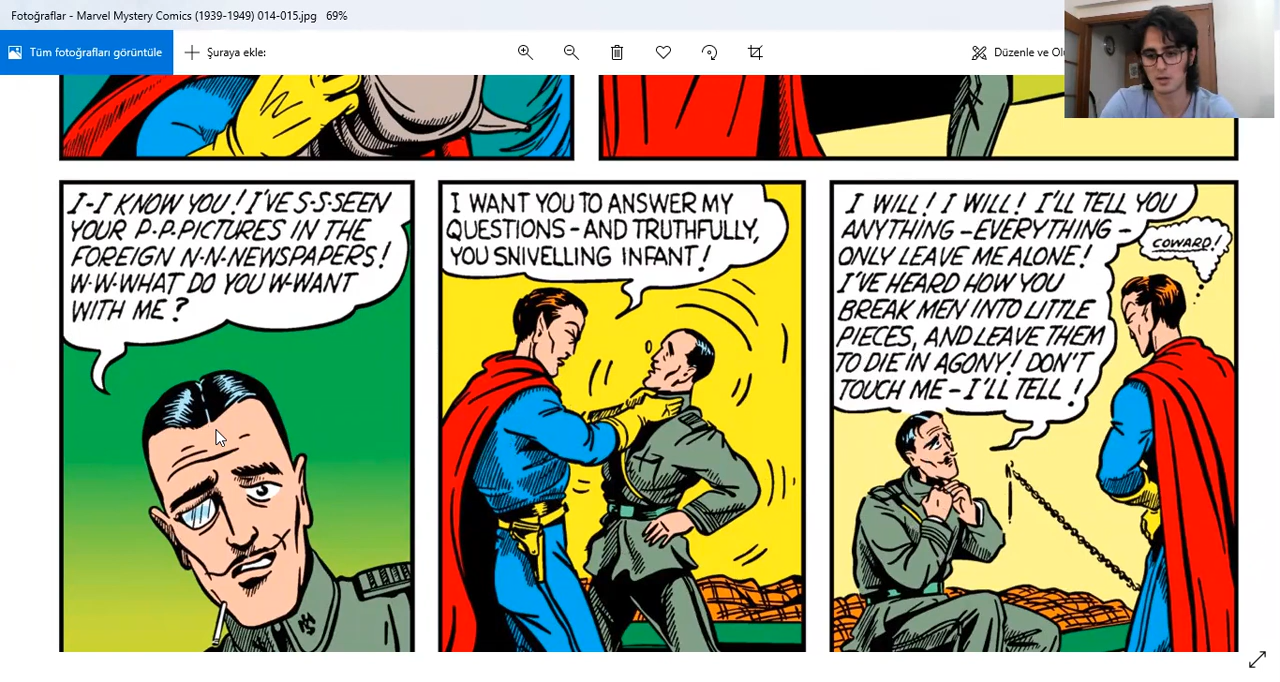 Fotoğraflar - Marvel Mystery Comics (1939-1949) 014-015.jpg 69%
Tüm fotoğrafları görüntüle
Şuraya ekle:
Düzenle ve Ol
I-I KNOW YOU! I'VE S-S-SEEN
YOUR P-P-PICTURES IN THE
FOREIGN N-N-NEWSPAPERS!
W-W-WHAT DO YOU W-WANT
WITH ME?
I WANT YOU TO ANSWER MY
QUESTIONS - AND TRUTHFULLY,
YOU SNIVELLING INFANT!
I WILL! I WILL! I'LL TELL YOU
ANYTHING - EVERYTHING -
ONLY LEAVE ME ALONE!
I'VE HEARD HOW YOU
BREAK MEN INTO LITTLE
PIECES, AND LEAVE THEM
TO DIE IN AGONY! DON'T
TOUCH ME - I'LL TELL!
COWARD!